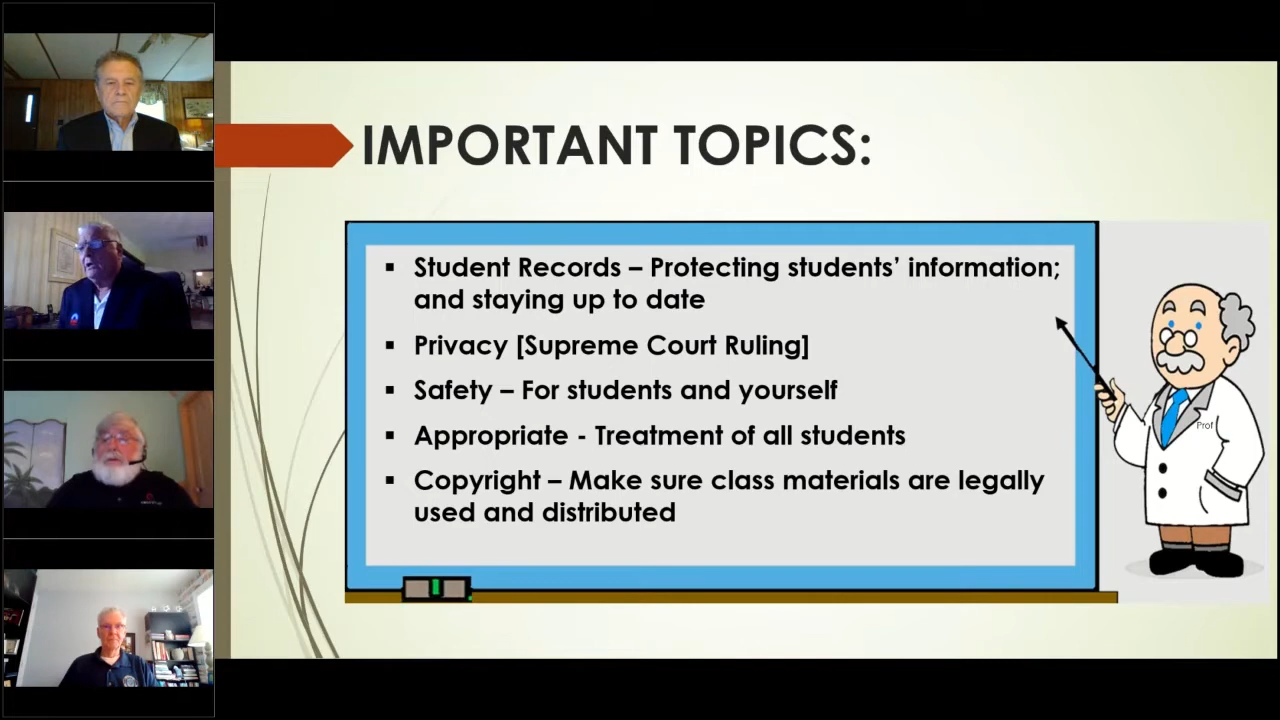 IMPORTANT TOPICS:
▪ Student Records – Protecting students’ information;
and staying up to date
▪ Privacy [Supreme Court Ruling]
▪ Safety – For students and yourself
▪ Appropriate - Treatment of all students
▪ Copyright – Make sure class materials are legally
used and distributed
Prof